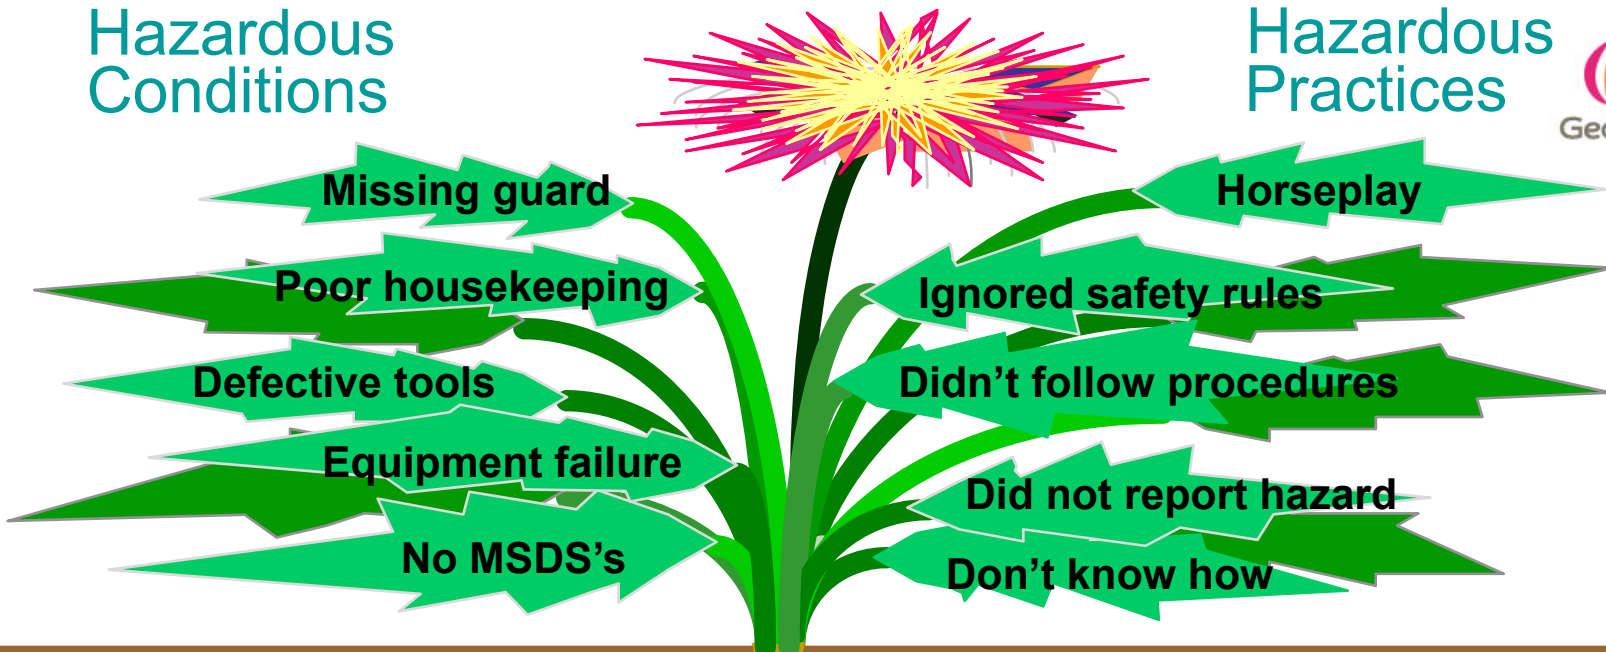 Hazardous
Conditions
Hazardous
Practices
Missing guard
Poor housekeeping
Defective tools
Equipment failure
No MSDS's
Horseplay
Ignored safety rules
Didn’t follow procedures
Did not report hazard
Don’t know how